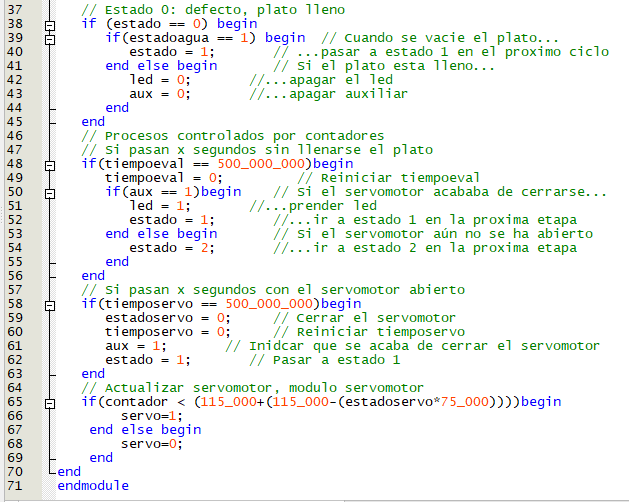 37 // Estado 0: defecto, plato lleno
38 if (estado == 0) begin
39 if(estadoagua == 1) begin // Cuando se vacie el plato...
40 estado = 1; // ...pasar a estado 1 en el proximo ciclo
41 end else begin // Si el plato esta lleno...
42 led = 0; //...apagar el led
43 aux = 0; //...apagar auxiliar
44 end
45 end
46 // Procesos controlados por contadores
47 // Si pasan x segundos sin llenarse el plato
48 if(tiempoeval == 500_000_000)begin
49 tiempoeval = 0; // Reiniciar tiempoeval
50 if(aux == 1)begin // Si el servomotor acababa de cerrarse...
51 led = 1; //...prender led
52 estado = 1; //...ir a estado 1 en la proxima etapa
53 end else begin // Si el servomotor aún no se ha abierto
54 estado = 2; //...ir a estado 2 en la proxima etapa
55 end
56 end
57 // Si pasan x segundos con el servomotor abierto
58 if(tiemposervo == 500_000_000)begin
59 estadoservo = 0; // Cerrar el servomotor
60 tiemposervo = 0; // Reiniciar tiemposervo
61 aux = 1; // Inidcar que se acaba de cerrar el servomotor
62 estado = 1; // Pasar a estado 1
63 end
64 // Actualizar servomotor, modulo servomotor
65 if(contador < (115_000+(115_000-(estadoservo*75_000))))begin
66 servo=1;
67 end else begin
68 servo=0;
69 end
70 end
71 endmodule